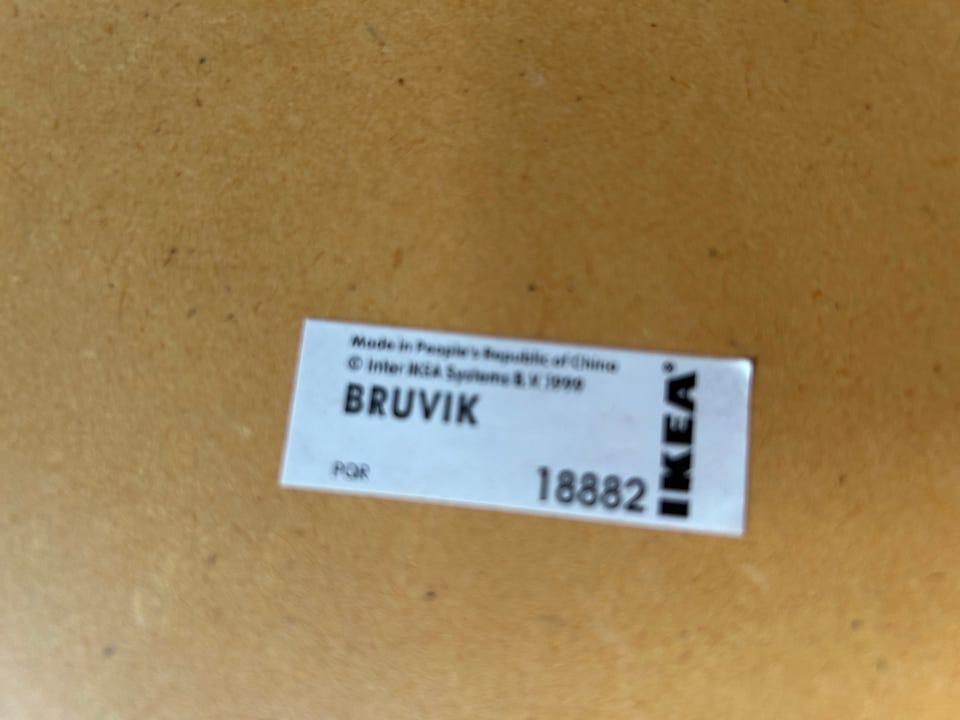 Made in People's Republic of China
© Inter IKEA Systems B.V. 1999
BRUVIK
PQR
18882
IKEA®